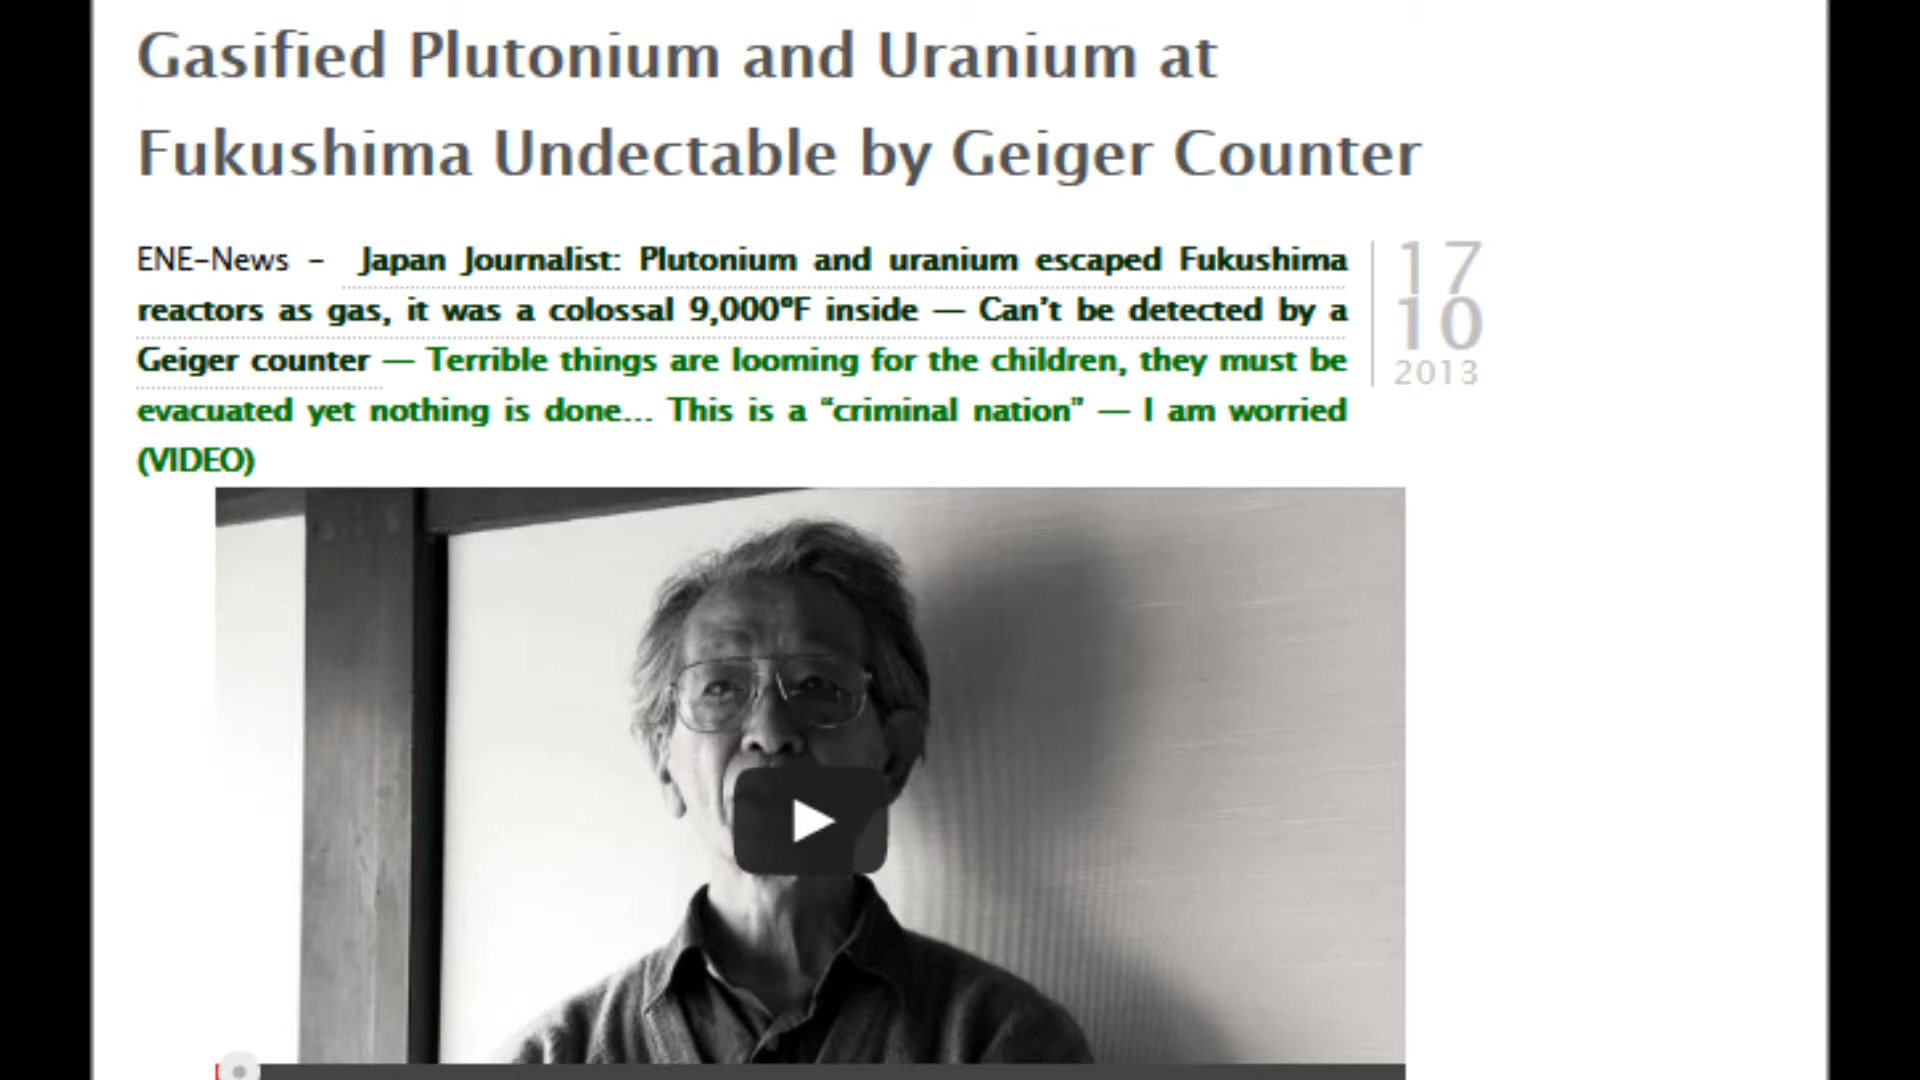 Gasified Plutonium and Uranium at
Fukushima Undectable by Geiger Counter
ENE-News - Japan Journalist: Plutonium and uranium escaped Fukushima
reactors as gas, it was a colossal 9,000°F inside — Can't be detected by a
Geiger counter — Terrible things are looming for the children, they must be
evacuated yet nothing is done... This is a “criminal nation” — I am worried
(VIDEO)
17
10
2013